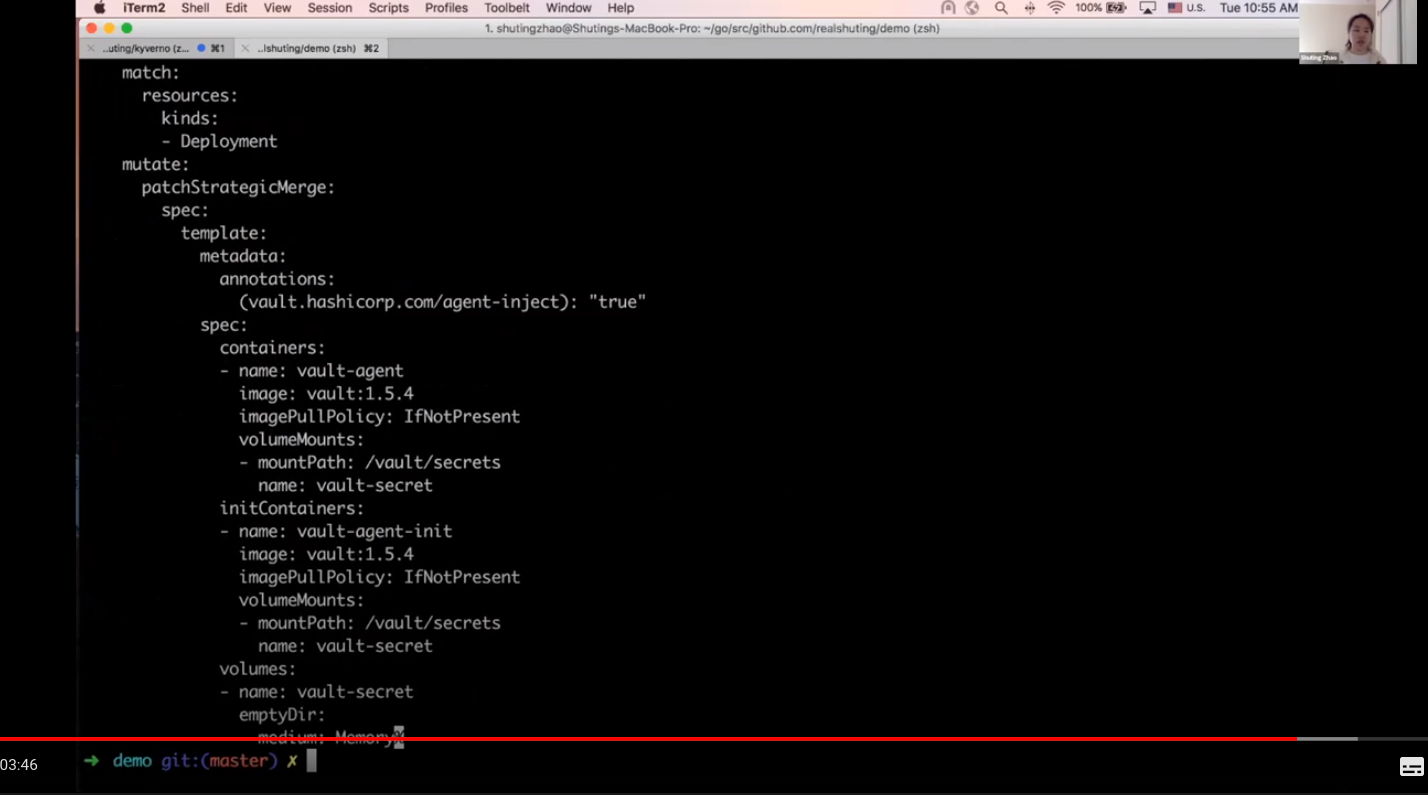 iTerm2 Shell Edit View Session Scripts Profiles Toolbelt Window Help 100% U.S. Tue 10:55 AM
1. shutingzhao@Shutings-MacBook-Pro: ~/go/src/github.com/realshuting/demo (zsh)
..uting/kyverno (z... ⌘1 ..lshuting/demo (zsh) ⌘2
Shuting Zhao
match:
resources:
kinds:
- Deployment
mutate:
patchStrategicMerge:
spec:
template:
metadata:
annotations:
(vault.hashicorp.com/agent-inject): "true"
spec:
containers:
- name: vault-agent
image: vault:1.5.4
imagePullPolicy: IfNotPresent
volumeMounts:
- mountPath: /vault/secrets
name: vault-secret
initContainers:
- name: vault-agent-init
image: vault:1.5.4
imagePullPolicy: IfNotPresent
volumeMounts:
- mountPath: /vault/secrets
name: vault-secret
volumes:
- name: vault-secret
emptyDir:
medium: Memory
➜ demo git:(master) ✗
03:46